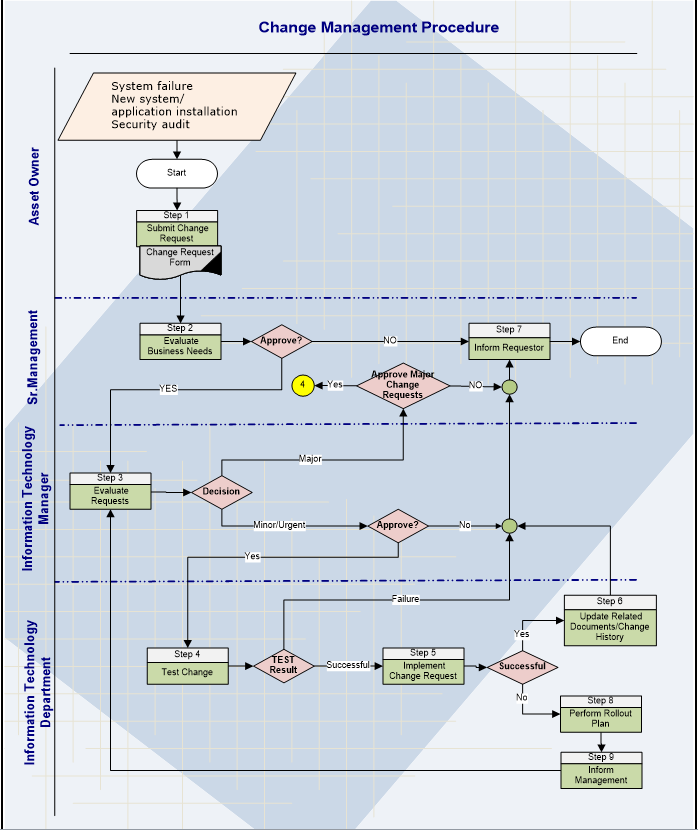 Change Management Procedure
System failure
New system/
application installation
Security audit
Asset Owner
Start
Step 1
Submit Change
Request
Change Request
Form
Sr.Management
Step 2
Evaluate
Business Needs
Approve?
NO
Step 7
Inform Requestor
End
YES
4
Yes
Approve Major
Change
Requests
NO
Information Technology
Manager
Major
Step 3
Evaluate
Requests
Decision
Minor/Urgent
Approve?
No
Yes
Information Technology
Department
Failure
Step 4
Test Change
TEST
Result
Successful
Step 5
Implement
Change Request
Successful
Yes
Step 6
Update Related
Documents/Change
History
No
Step 8
Perform Rollout
Plan
Step 9
Inform
Management